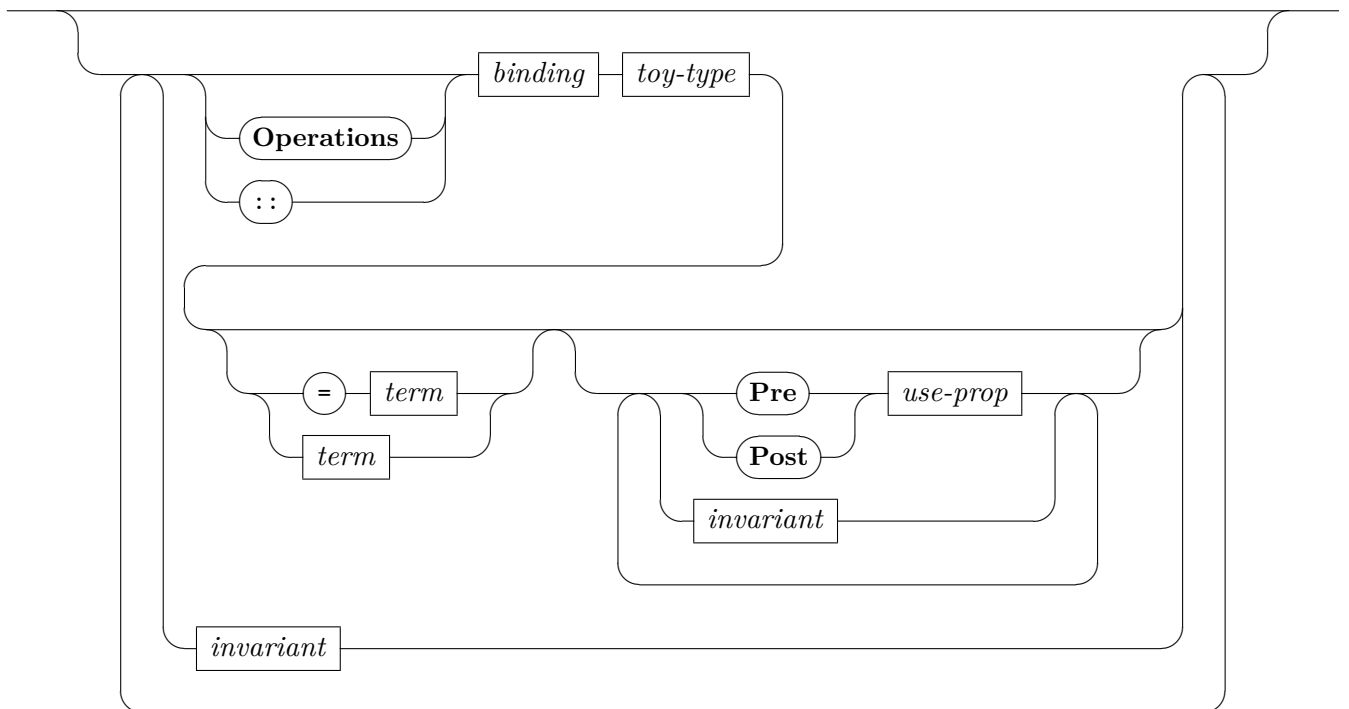 binding toy-type
Operations
::
= term Pre use-prop
term Post
invariant
invariant